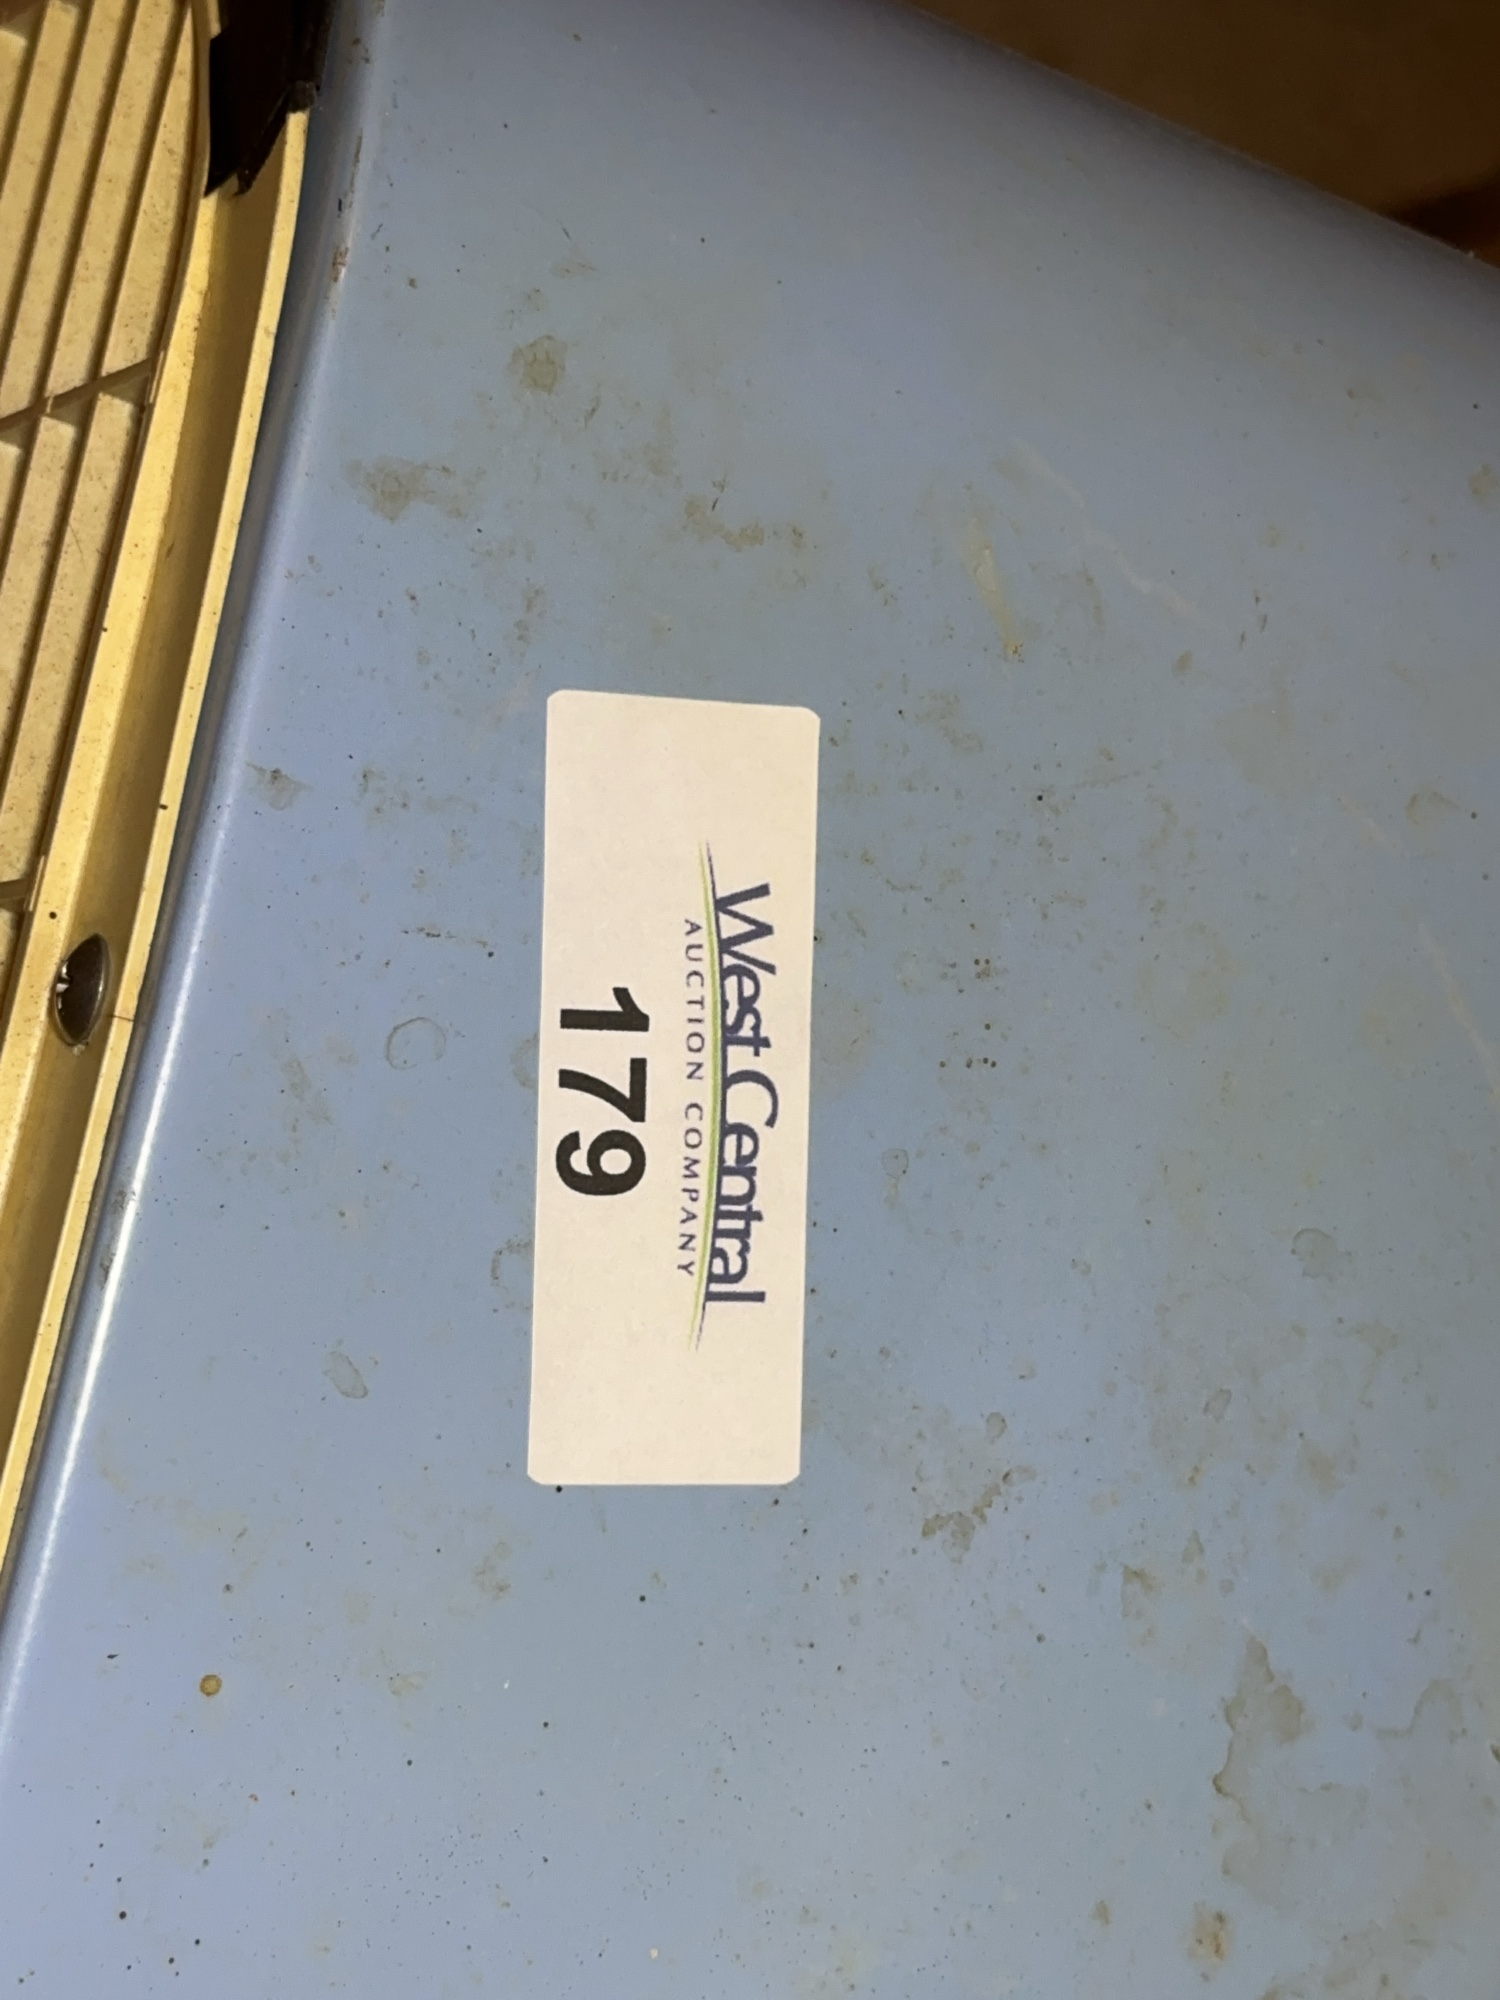 West Central
AUCTION COMPANY
179